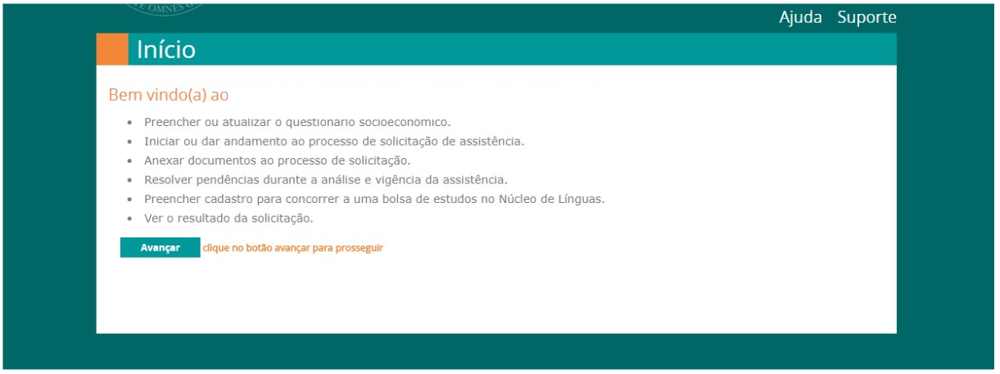 TE OMNES G
Ajuda Suporte
Início
Bem vindo(a) ao
Preencher ou atualizar o questionário socioeconômico.
Iniciar ou dar andamento ao processo de solicitação de assistência.
Anexar documentos ao processo de solicitação.
Resolver pendências durante a análise e vigência da assistência.
Preencher cadastro para concorrer a uma bolsa de estudos no Núcleo de Línguas.
Ver o resultado da solicitação.
Avançar clique no botão avançar para prosseguir